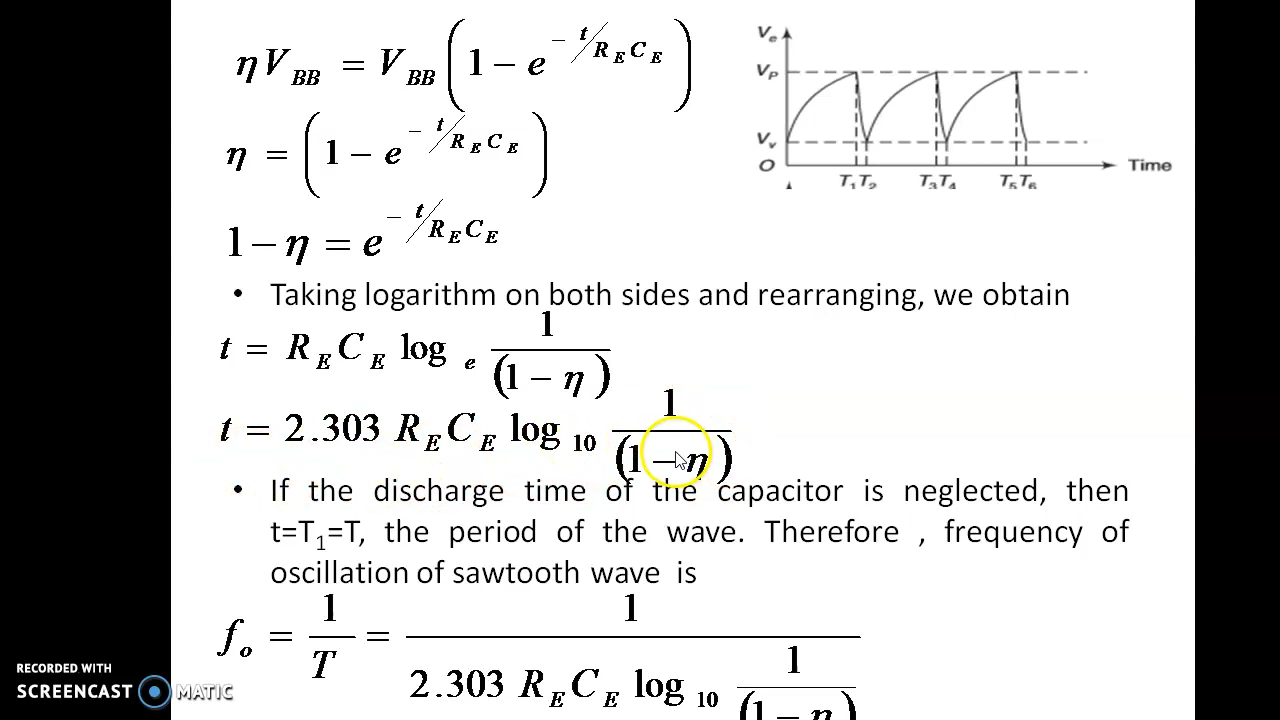 η V_BB = V_BB (1 − e^(− t/R_E C_E))
η = (1 − e^(− t/R_E C_E))
1 − η = e^(− t/R_E C_E)
• Taking logarithm on both sides and rearranging, we obtain
t = R_E C_E log_e 1/(1 − η)
t = 2.303 R_E C_E log_10 1/(1 − η)
• If the discharge time of the capacitor is neglected, then
t=T_1=T, the period of the wave. Therefore , frequency of
oscillation of sawtooth wave is
f_o = 1/T = 1/(2.303 R_E C_E log_10 1/(1 − η))
V_e
V_P
V_v
O
Time
T_1 T_2 T_3 T_4 T_5 T_6
RECORDED WITH
SCREENCAST MATIC